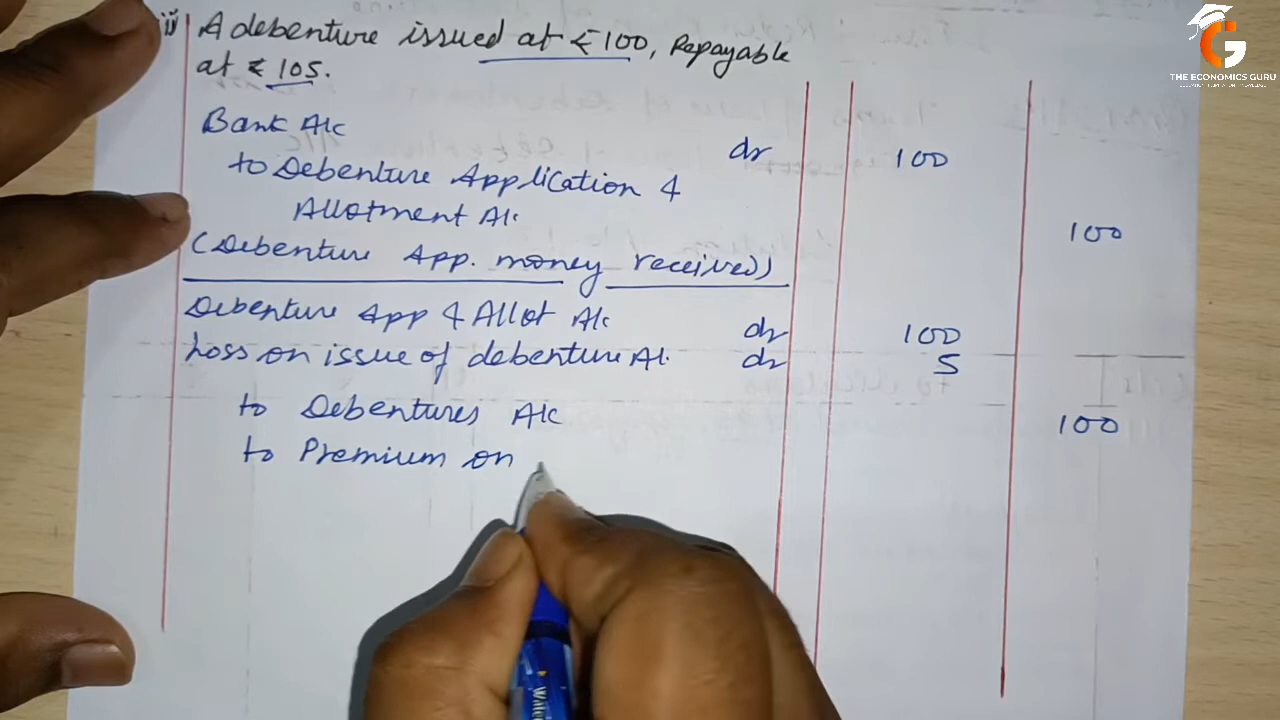 ii) A debenture issued at ₹ 100, Repayable
at ₹ 105.
Bank A/c dr 100
to Debenture Application &
Allotment A/c 100
(Debenture App. money received)
Debenture App & Allot A/c dr 100
Loss on issue of debenture A/c dr 5
to Debentures A/c 100
to Premium on
G
THE ECONOMICS GURU